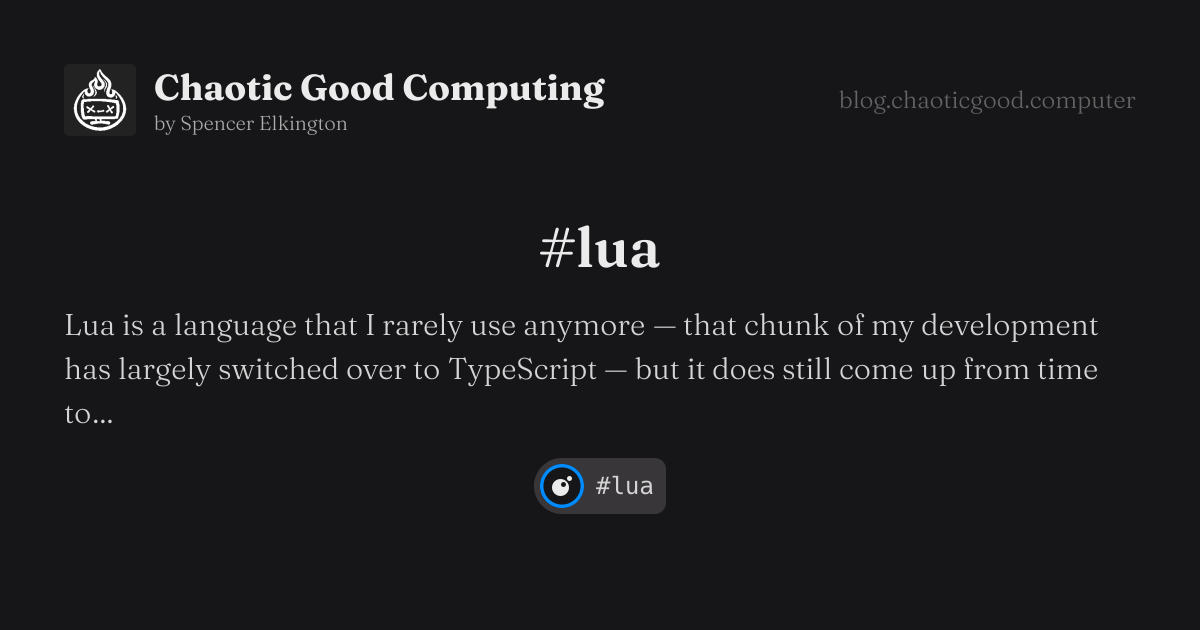 Chaotic Good Computing
by Spencer Elkington
blog.chaoticgood.computer
#lua
Lua is a language that I rarely use anymore — that chunk of my development
has largely switched over to TypeScript — but it does still come up from time
to...
#lua